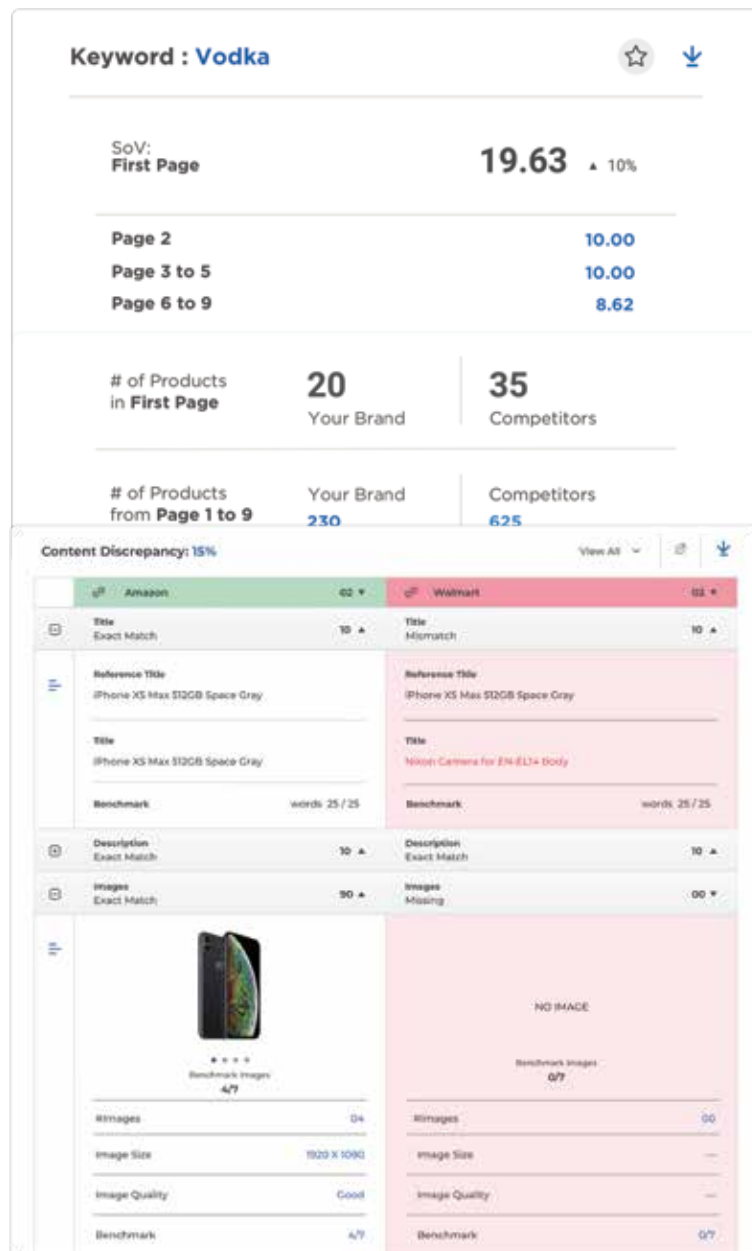 Keyword : Vodka
SoV:
First Page
19.63 ▲ 10%
Page 2 10.00
Page 3 to 5 10.00
Page 6 to 9 8.62
# of Products
in First Page
20
Your Brand
35
Competitors
# of Products
from Page 1 to 9
Your Brand
230
Competitors
625
Content Discrepancy: 15%
View All
Amazon 02 ▼ Walmart 02 ▼
Title
Exact Match
10 ▲
Title
Mismatch
10 ▲
Reference Title
iPhone XS Max 512GB Space Gray
Reference Title
iPhone XS Max 512GB Space Gray
Title
iPhone XS Max 512GB Space Gray
Title
Nikon Camera for EN-EL14 Body
Benchmark words 25 / 25
Benchmark words 25 / 25
Description
Exact Match
10 ▲
Description
Exact Match
10 ▲
Images
Exact Match
90 ▲
Images
Missing
00 ▼
NO IMAGE
Benchmark Images
4/7
Benchmark Images
0/7
#Images 04
#Images 00
Image Size 1920 X 1080
Image Size —
Image Quality Good
Image Quality —
Benchmark 4/7
Benchmark 0/7